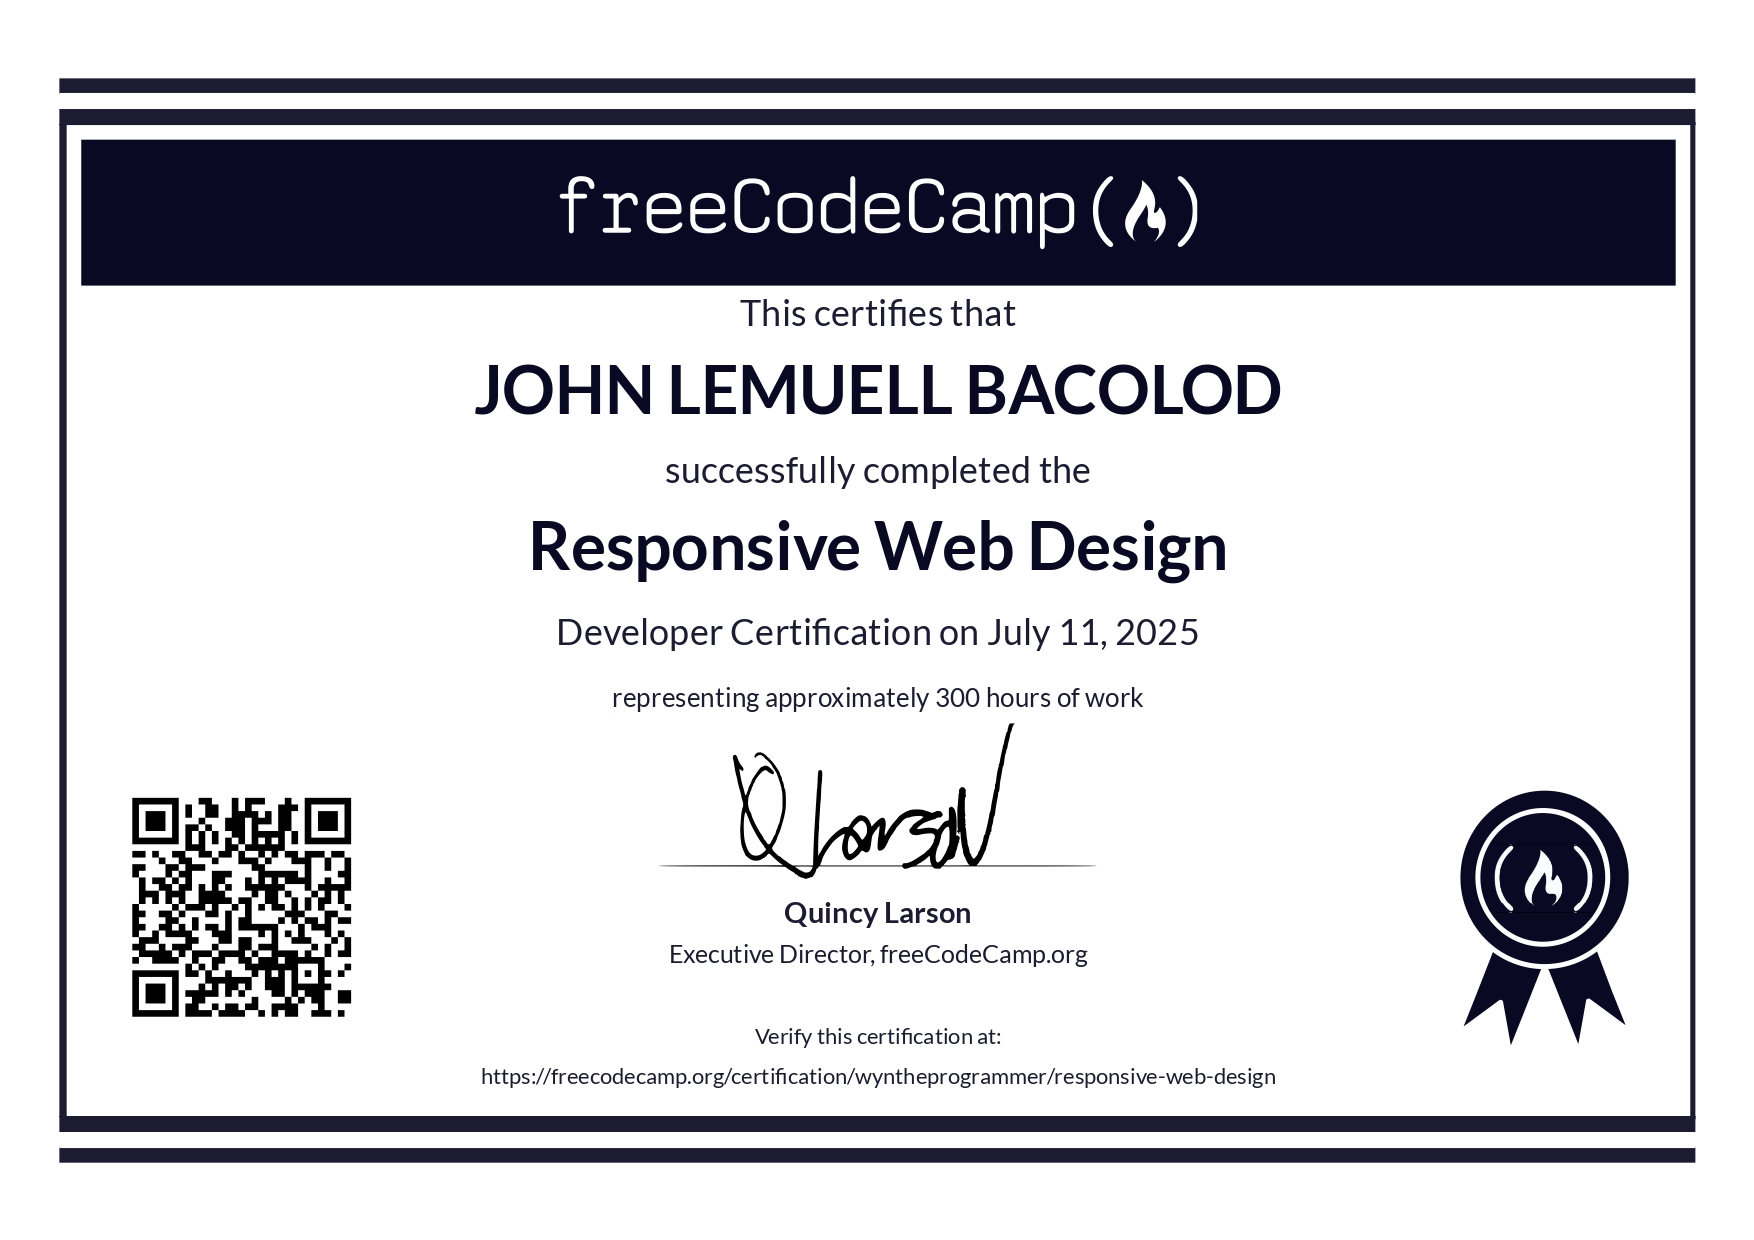 freeCodeCamp
This certifies that
JOHN LEMUELL BACOLOD
successfully completed the
Responsive Web Design
Developer Certification on July 11, 2025
representing approximately 300 hours of work
Q Larson
Quincy Larson
Executive Director, freeCodeCamp.org
Verify this certification at:
https://freecodecamp.org/certification/wyntheprogrammer/responsive-web-design